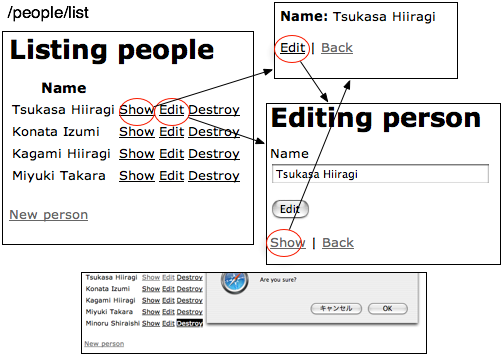 /people/list
Listing people
Name
Tsukasa Hiiragi Show Edit Destroy
Konata Izumi Show Edit Destroy
Kagami Hiiragi Show Edit Destroy
Miyuki Takara Show Edit Destroy
New person
Name: Tsukasa Hiiragi
Edit | Back
Editing person
Name
Tsukasa Hiiragi
Edit
Show | Back
Tsukasa Hiiragi Show Edit Destroy
Konata Izumi Show Edit Destroy
Kagami Hiiragi Show Edit Destroy
Miyuki Takara Show Edit Destroy
Minoru Shiraishi Show Edit Destroy
New person
Are you sure?
キャンセル OK